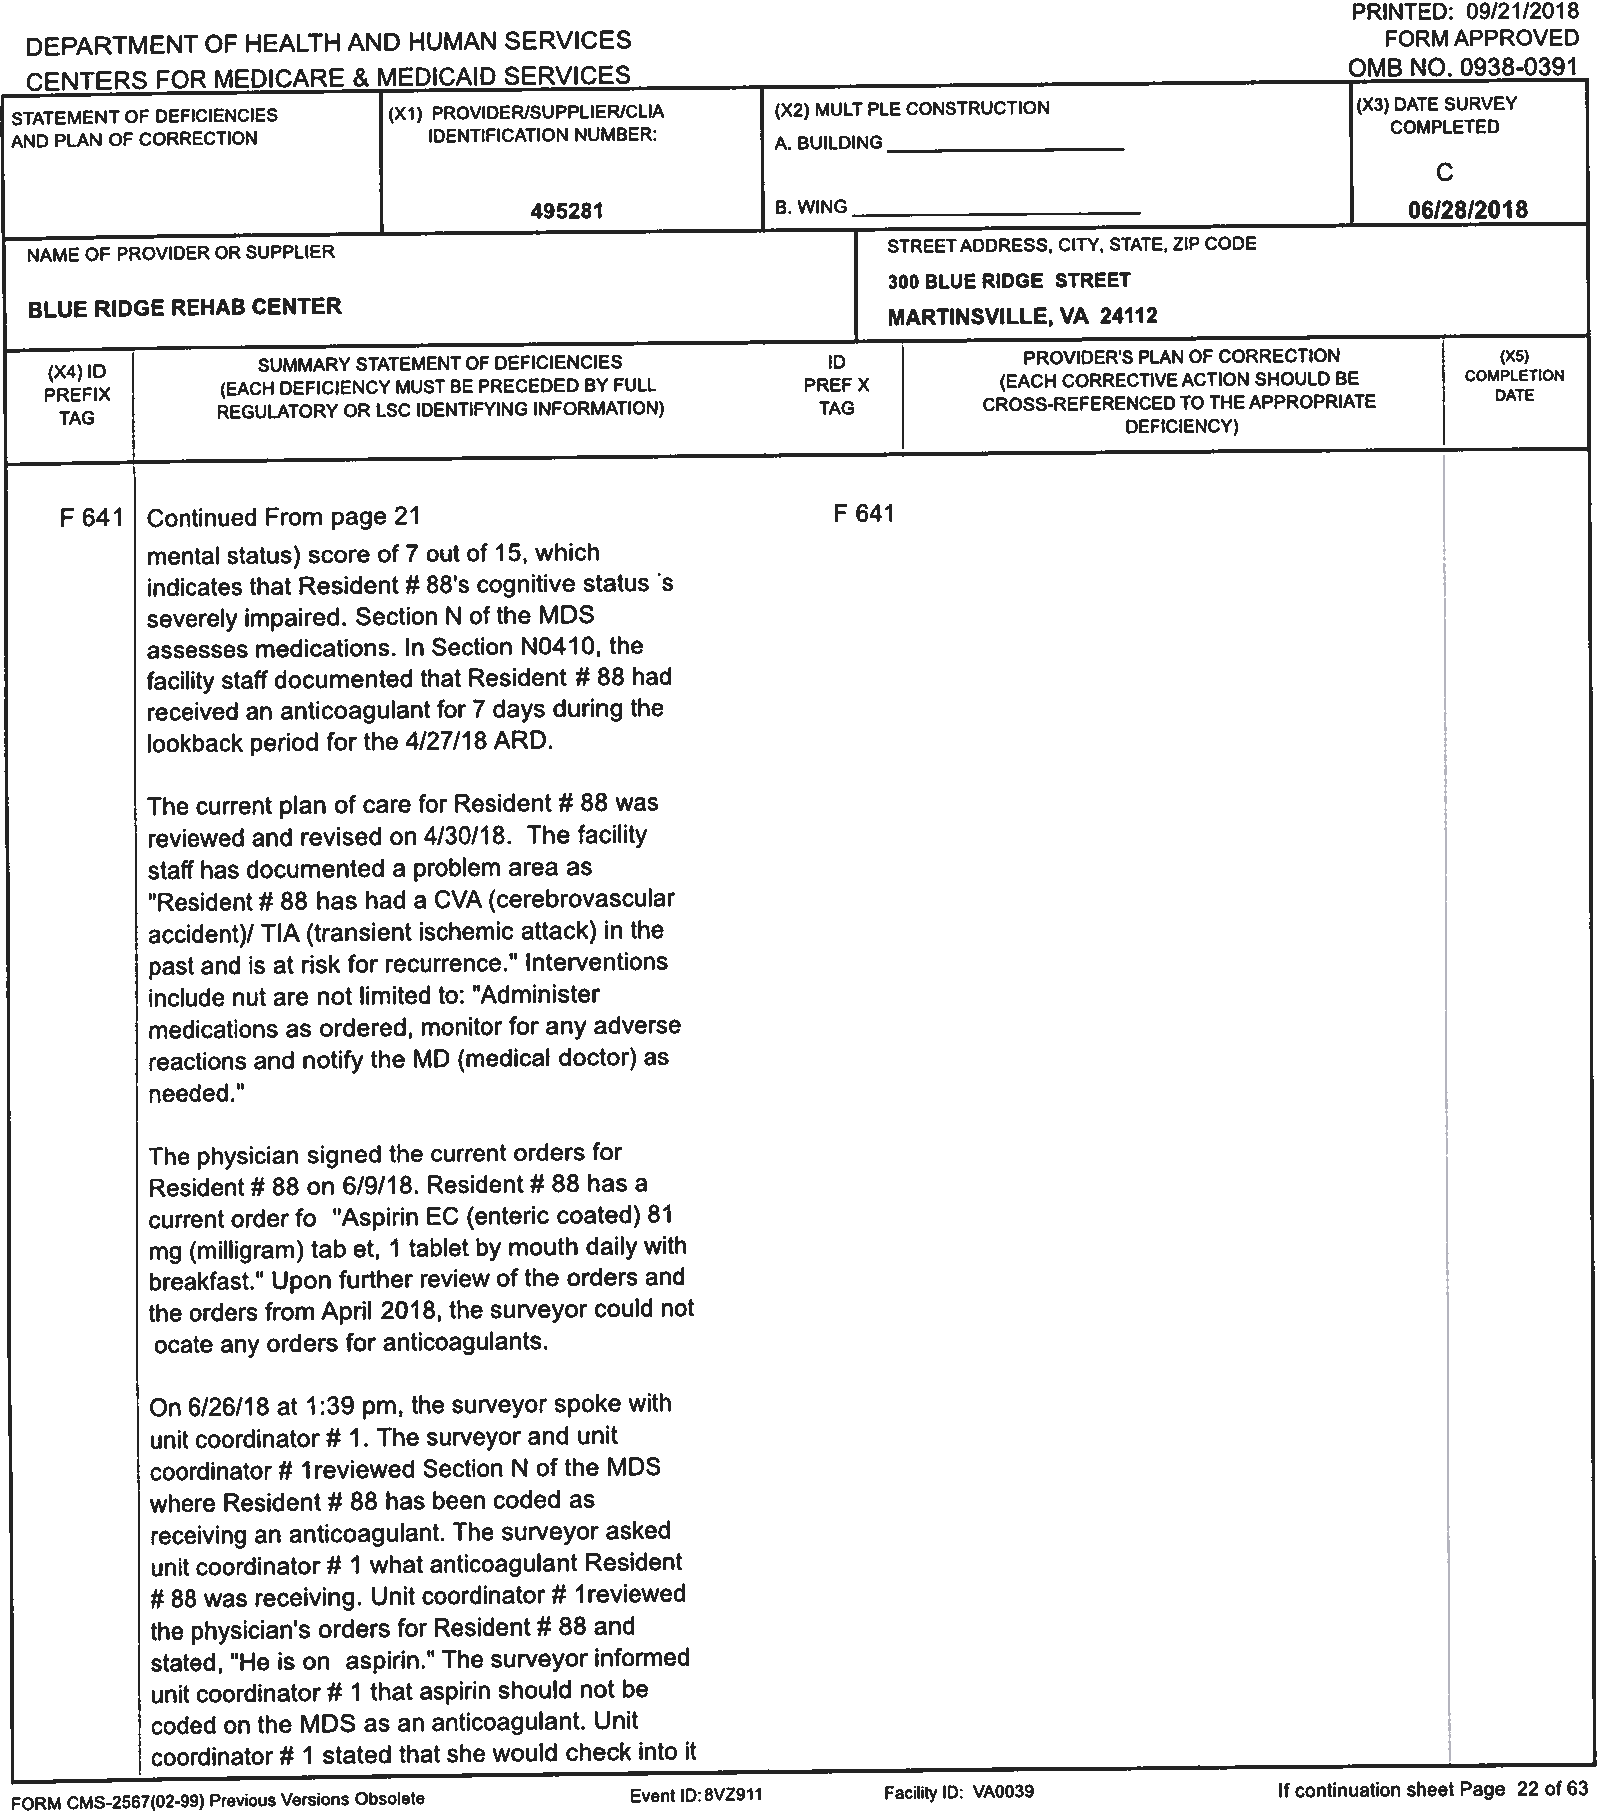 PRINTED: 09/21/2018
DEPARTMENT OF HEALTH AND HUMAN SERVICES
FORM APPROVED
CENTERS FOR MEDICARE & MEDICAID SERVICES
OMB NO. 0938-0391
STATEMENT OF DEFICIENCIES
AND PLAN OF CORRECTION
(X1) PROVIDER/SUPPLIER/CLIA
IDENTIFICATION NUMBER:
495281
(X2) MULT PLE CONSTRUCTION
A. BUILDING
B. WING
(X3) DATE SURVEY
COMPLETED
C
06/28/2018
NAME OF PROVIDER OR SUPPLIER
BLUE RIDGE REHAB CENTER
STREET ADDRESS, CITY, STATE, ZIP CODE
300 BLUE RIDGE STREET
MARTINSVILLE, VA 24112
(X4) ID
PREFIX
TAG
SUMMARY STATEMENT OF DEFICIENCIES
(EACH DEFICIENCY MUST BE PRECEDED BY FULL
REGULATORY OR LSC IDENTIFYING INFORMATION)
ID
PREF X
TAG
PROVIDER'S PLAN OF CORRECTION
(EACH CORRECTIVE ACTION SHOULD BE
CROSS-REFERENCED TO THE APPROPRIATE
DEFICIENCY)
(X5)
COMPLETION
DATE
F 641
Continued From page 21
F 641
mental status) score of 7 out of 15, which
indicates that Resident # 88's cognitive status 's
severely impaired. Section N of the MDS
assesses medications. In Section N0410, the
facility staff documented that Resident # 88 had
received an anticoagulant for 7 days during the
lookback period for the 4/27/18 ARD.
The current plan of care for Resident # 88 was
reviewed and revised on 4/30/18. The facility
staff has documented a problem area as
"Resident # 88 has had a CVA (cerebrovascular
accident)/ TIA (transient ischemic attack) in the
past and is at risk for recurrence." Interventions
include nut are not limited to: "Administer
medications as ordered, monitor for any adverse
reactions and notify the MD (medical doctor) as
needed."
The physician signed the current orders for
Resident # 88 on 6/9/18. Resident # 88 has a
current order fo "Aspirin EC (enteric coated) 81
mg (milligram) tab et, 1 tablet by mouth daily with
breakfast." Upon further review of the orders and
the orders from April 2018, the surveyor could not
ocate any orders for anticoagulants.
On 6/26/18 at 1:39 pm, the surveyor spoke with
unit coordinator # 1. The surveyor and unit
coordinator # 1reviewed Section N of the MDS
where Resident # 88 has been coded as
receiving an anticoagulant. The surveyor asked
unit coordinator # 1 what anticoagulant Resident
# 88 was receiving. Unit coordinator # 1reviewed
the physician's orders for Resident # 88 and
stated, "He is on aspirin." The surveyor informed
unit coordinator # 1 that aspirin should not be
coded on the MDS as an anticoagulant. Unit
coordinator # 1 stated that she would check into it
FORM CMS-2567(02-99) Previous Versions Obsolete
Event ID: 8VZ911
Facility ID: VA0039
If continuation sheet Page 22 of 63